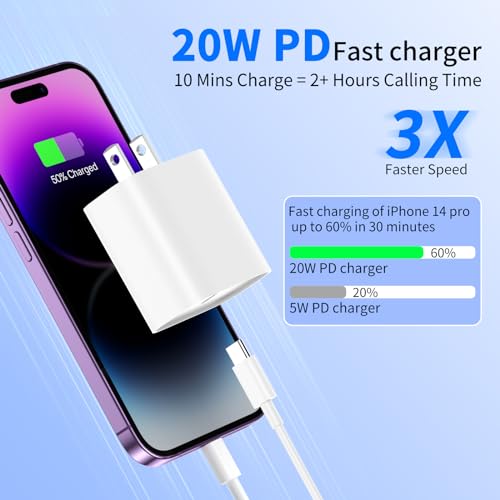 20W PD Fast charger
10 Mins Charge = 2+ Hours Calling Time
3X
Faster Speed
50% Charged
Fast charging of iPhone 14 pro
up to 60% in 30 minutes
60%
20W PD charger
20%
5W PD charger